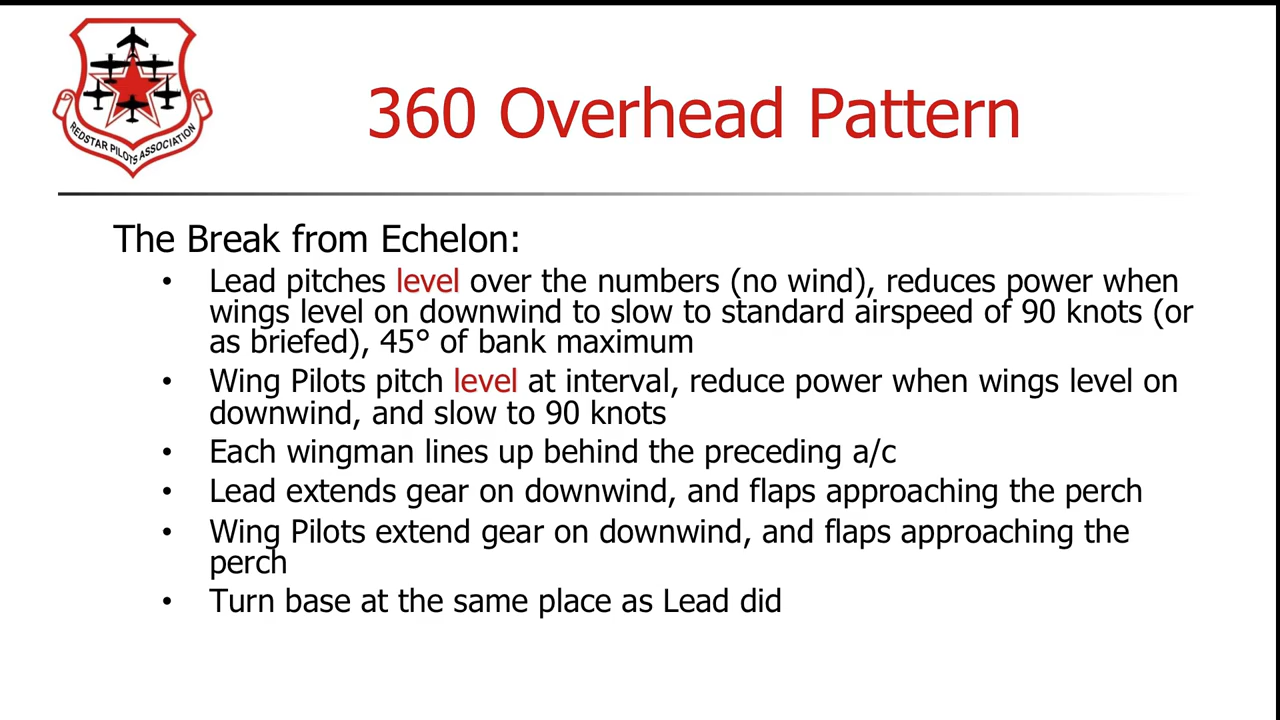 REDSTAR PILOTS ASSOCIATION
360 Overhead Pattern
The Break from Echelon:
• Lead pitches level over the numbers (no wind), reduces power when
wings level on downwind to slow to standard airspeed of 90 knots (or
as briefed), 45° of bank maximum
• Wing Pilots pitch level at interval, reduce power when wings level on
downwind, and slow to 90 knots
• Each wingman lines up behind the preceding a/c
• Lead extends gear on downwind, and flaps approaching the perch
• Wing Pilots extend gear on downwind, and flaps approaching the
perch
• Turn base at the same place as Lead did